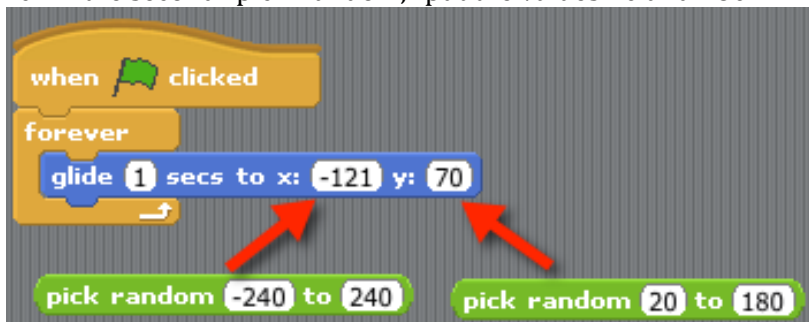 when clicked
forever
glide 1 secs to x: -121 y: 70
pick random -240 to 240
pick random 20 to 180